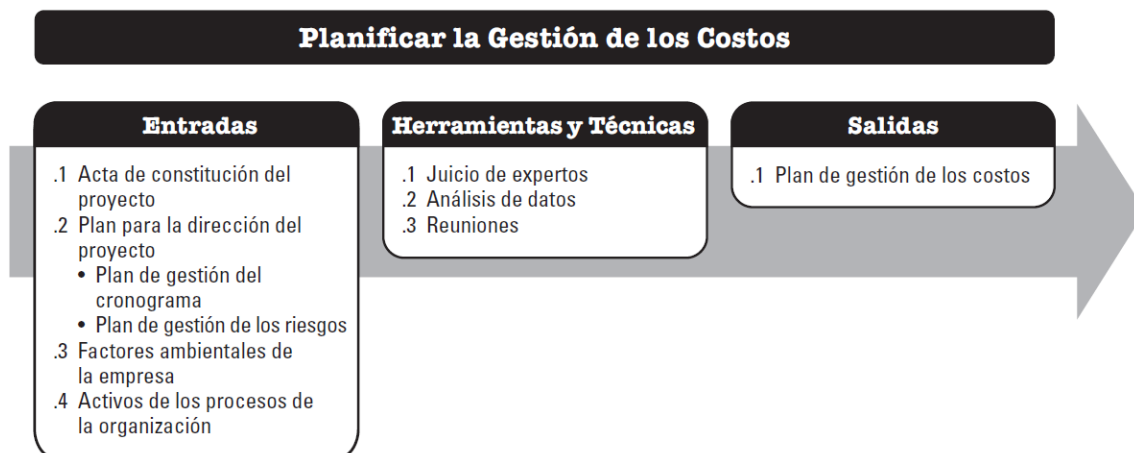 Planificar la Gestión de los Costos
Entradas
.1 Acta de constitución del
proyecto
.2 Plan para la dirección del
proyecto
• Plan de gestión del
cronograma
• Plan de gestión de los riesgos
.3 Factores ambientales de
la empresa
.4 Activos de los procesos de
la organización
Herramientas y Técnicas
.1 Juicio de expertos
.2 Análisis de datos
.3 Reuniones
Salidas
.1 Plan de gestión de los costos